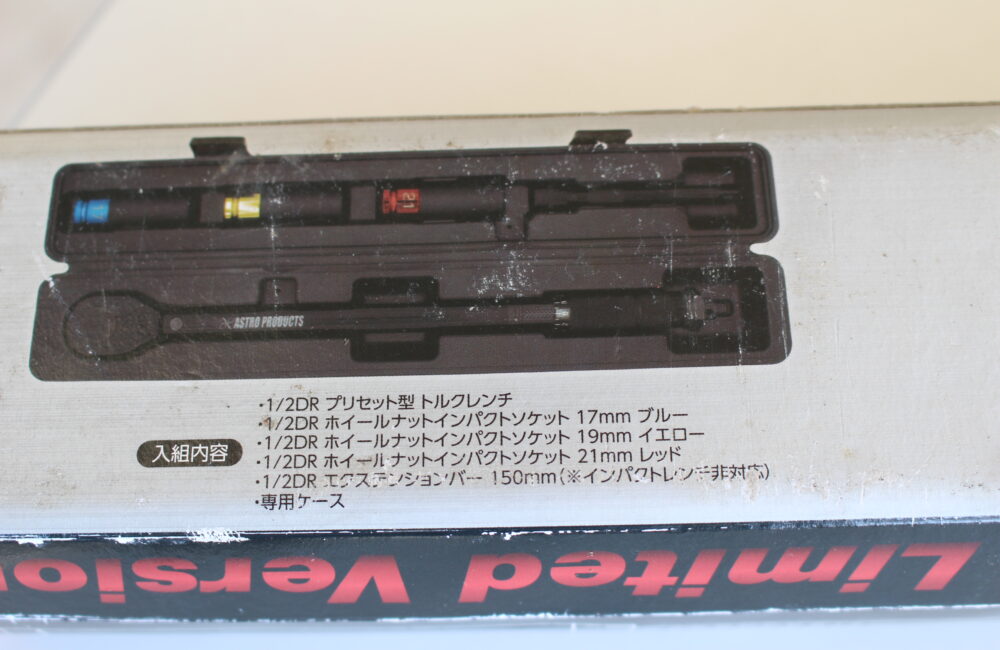 21
ASTRO PRODUCTS
入組内容
・1/2DR プリセット型 トルクレンチ
・1/2DR ホイールナットインパクトソケット 17mm ブルー
・1/2DR ホイールナットインパクトソケット 19mm イエロー
・1/2DR ホイールナットインパクトソケット 21mm レッド
・1/2DR エクステンションバー 150mm(※インパクトレンチ非対応)
・専用ケース
Limited Version